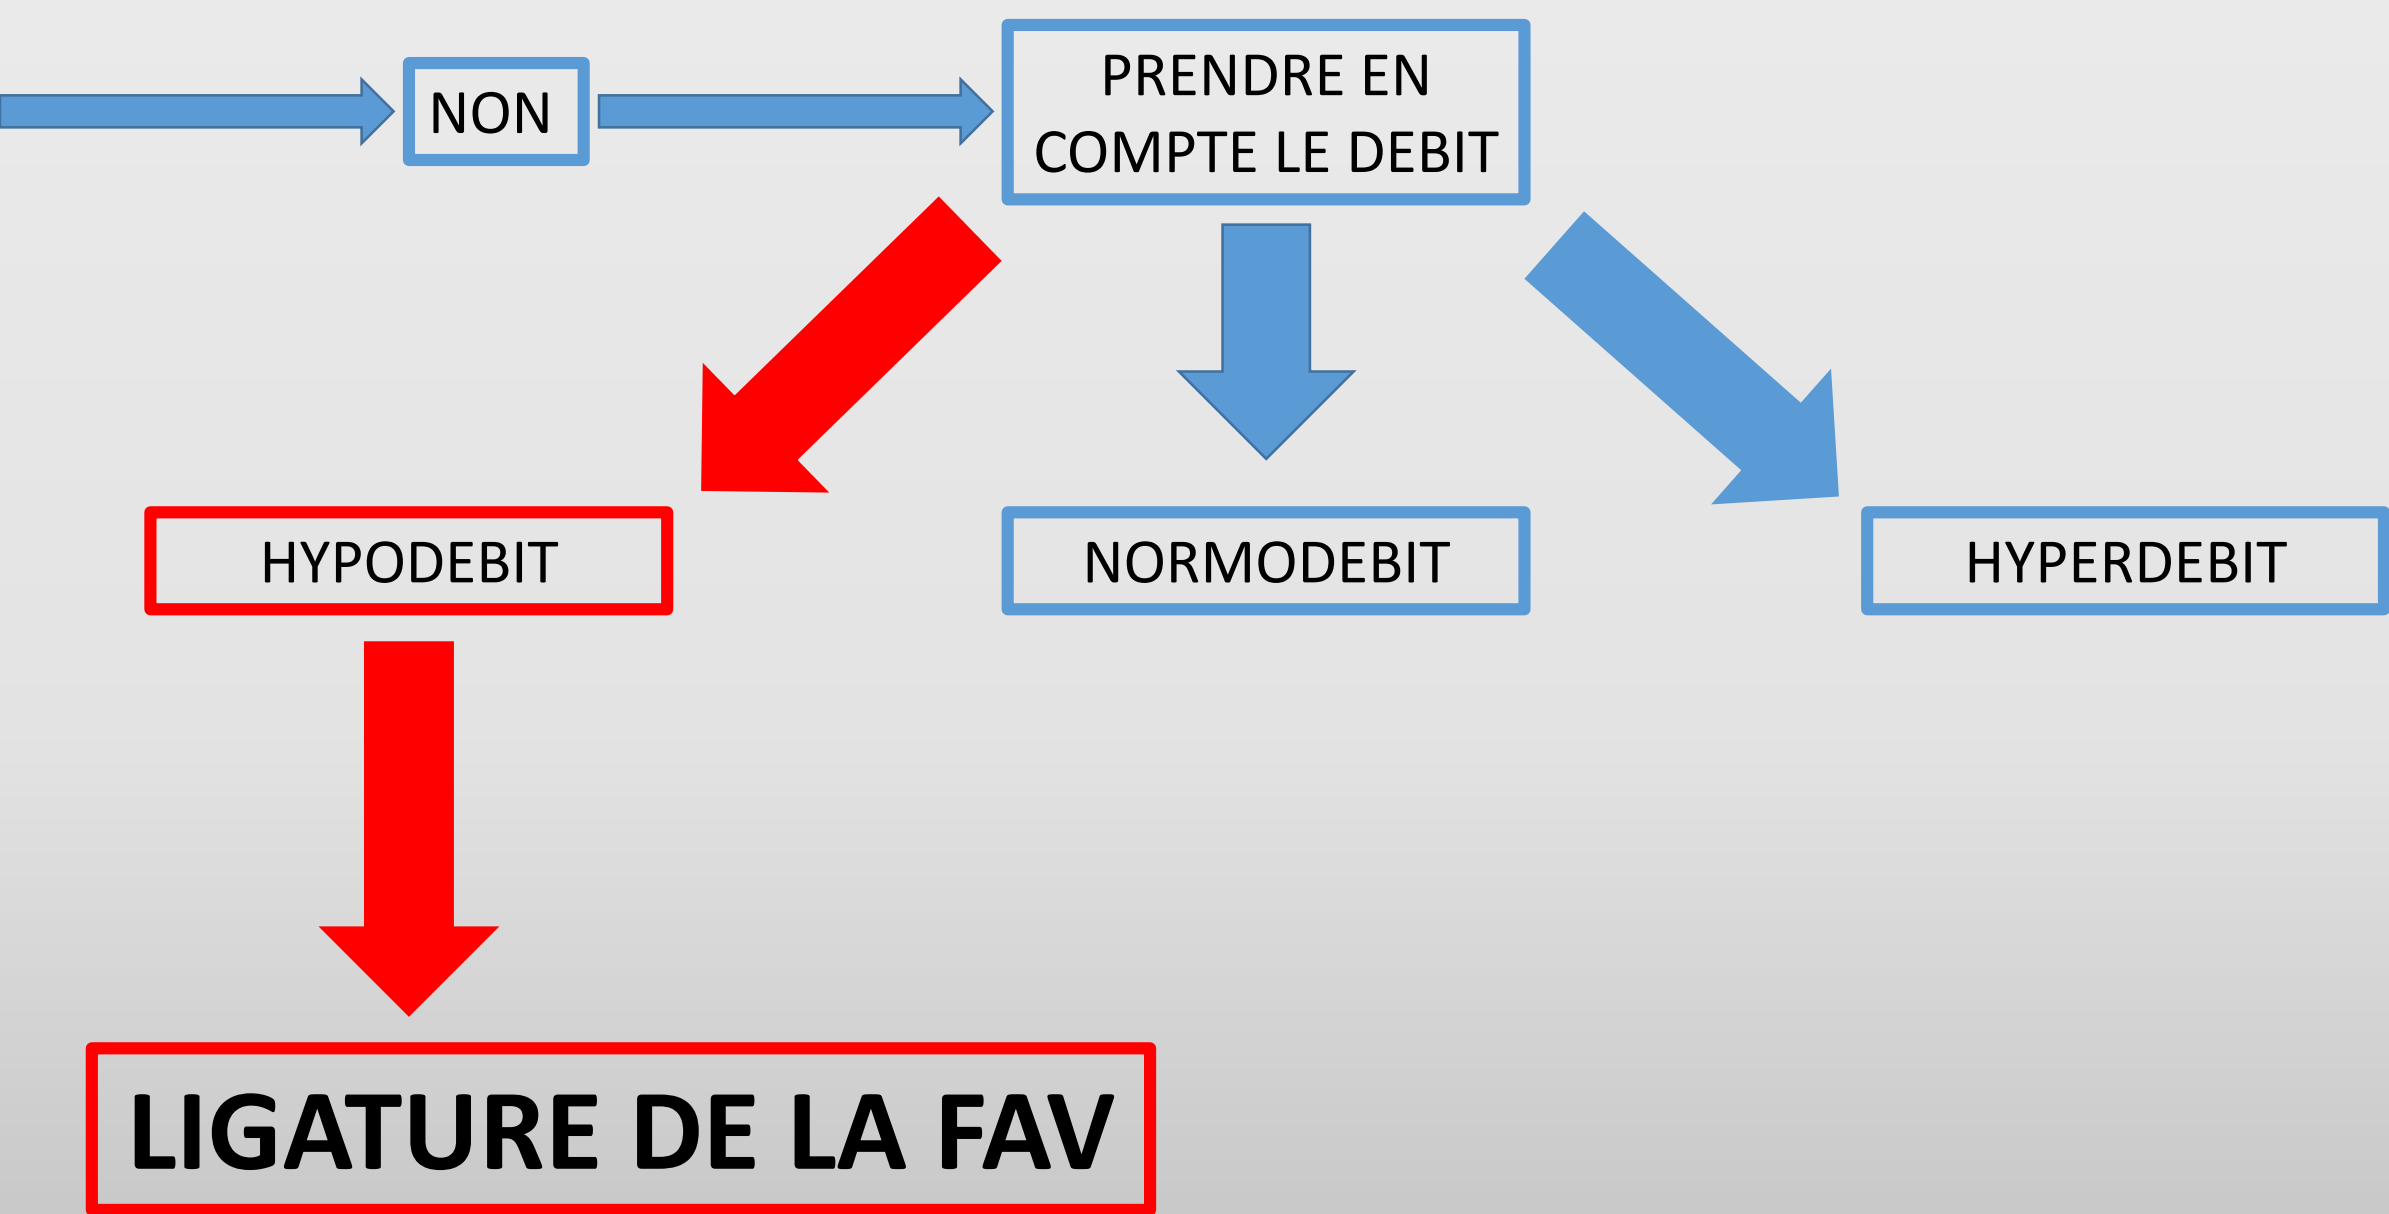 NON
PRENDRE EN
COMPTE LE DEBIT
HYPODEBIT
NORMODEBIT
HYPERDEBIT
LIGATURE DE LA FAV